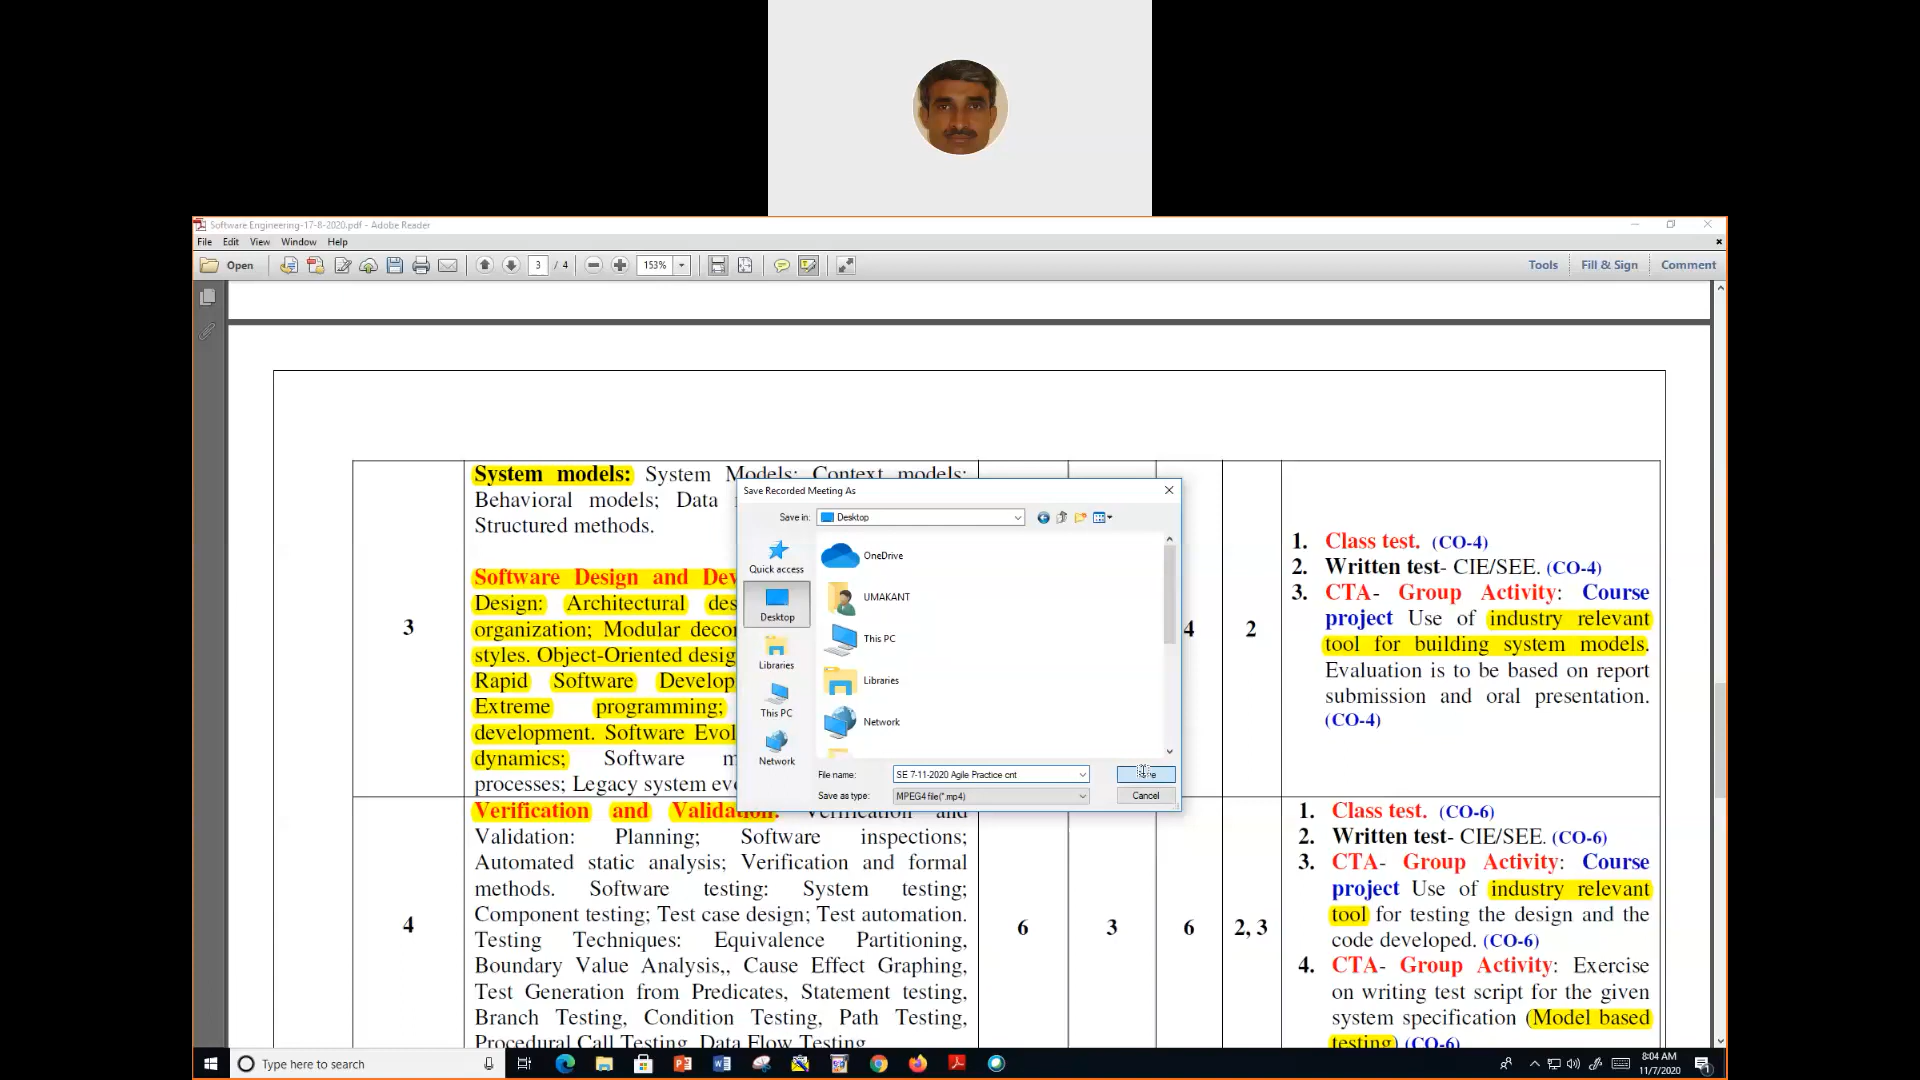 Software Engineering-17-8-2020.pdf - Adobe Reader
File Edit View Window Help
Open 3 / 4 153% Tools Fill & Sign Comment
System models: System Models: Context models;
Behavioral models; Data
Structured methods.
Software Design and
Design: Architectural
organization; Modular
styles. Object-Oriented
Rapid Software
Extreme programming;
development. Software
dynamics; Software
processes; Legacy system
3
4
2
1. Class test. (CO-4)
2. Written test- CIE/SEE. (CO-4)
3. CTA- Group Activity: Course
project Use of industry relevant
tool for building system models.
Evaluation is to be based on report
submission and oral presentation.
(CO-4)
Save Recorded Meeting As
Save in: Desktop
Quick access
Desktop
Libraries
This PC
Network
OneDrive
UMAKANT
This PC
Libraries
Network
File name: SE 7-11-2020 Agile Practice cnt
Save as type: MPEG4 file(*.mp4) Cancel
4
Verification and Validation: Verification and
Validation: Planning; Software inspections;
Automated static analysis; Verification and formal
methods. Software testing: System testing;
Component testing; Test case design; Test automation.
Testing Techniques: Equivalence Partitioning,
Boundary Value Analysis,, Cause Effect Graphing,
Test Generation from Predicates, Statement testing,
Branch Testing, Condition Testing, Path Testing,
Procedural Call Testing, Data Flow Testing
6
3
6
2, 3
1. Class test. (CO-6)
2. Written test- CIE/SEE. (CO-6)
3. CTA- Group Activity: Course
project Use of industry relevant
tool for testing the design and the
code developed. (CO-6)
4. CTA- Group Activity: Exercise
on writing test script for the given
system specification (Model based
testing) (CO-6)
Type here to search
8:04 AM
11/7/2020